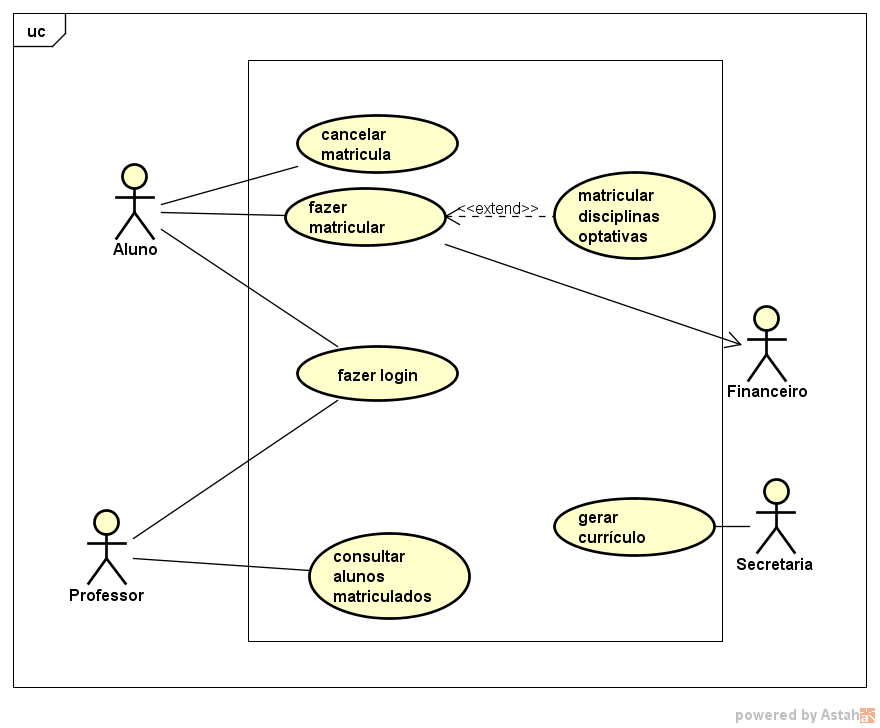 uc
cancelar
matricula
fazer
matricular
<<extend>>
matricular
disciplinas
optativas
Aluno
fazer login
Financeiro
gerar
currículo
Secretaria
consultar
alunos
matriculados
Professor
powered by Astah